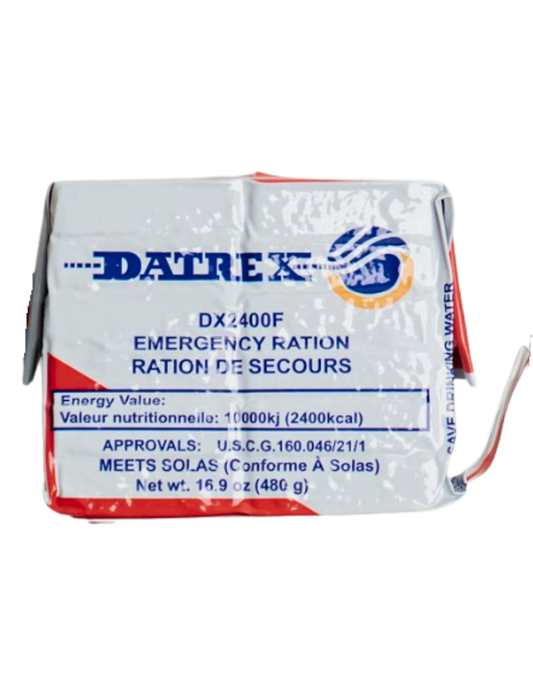 DATREX
DX2400F
EMERGENCY RATION
RATION DE SECOURS
Energy Value:
Valeur nutritionnelle: 10000kj (2400kcal)
APPROVALS: U.S.C.G.160.046/21/1
MEETS SOLAS (Conforme À Solas)
Net wt. 16.9 oz (480 g)
SAVE DRINKING WATER